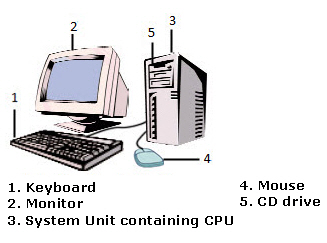 2
5
3
1
4
1. Keyboard
2. Monitor
3. System Unit containing CPU
4. Mouse
5. CD drive